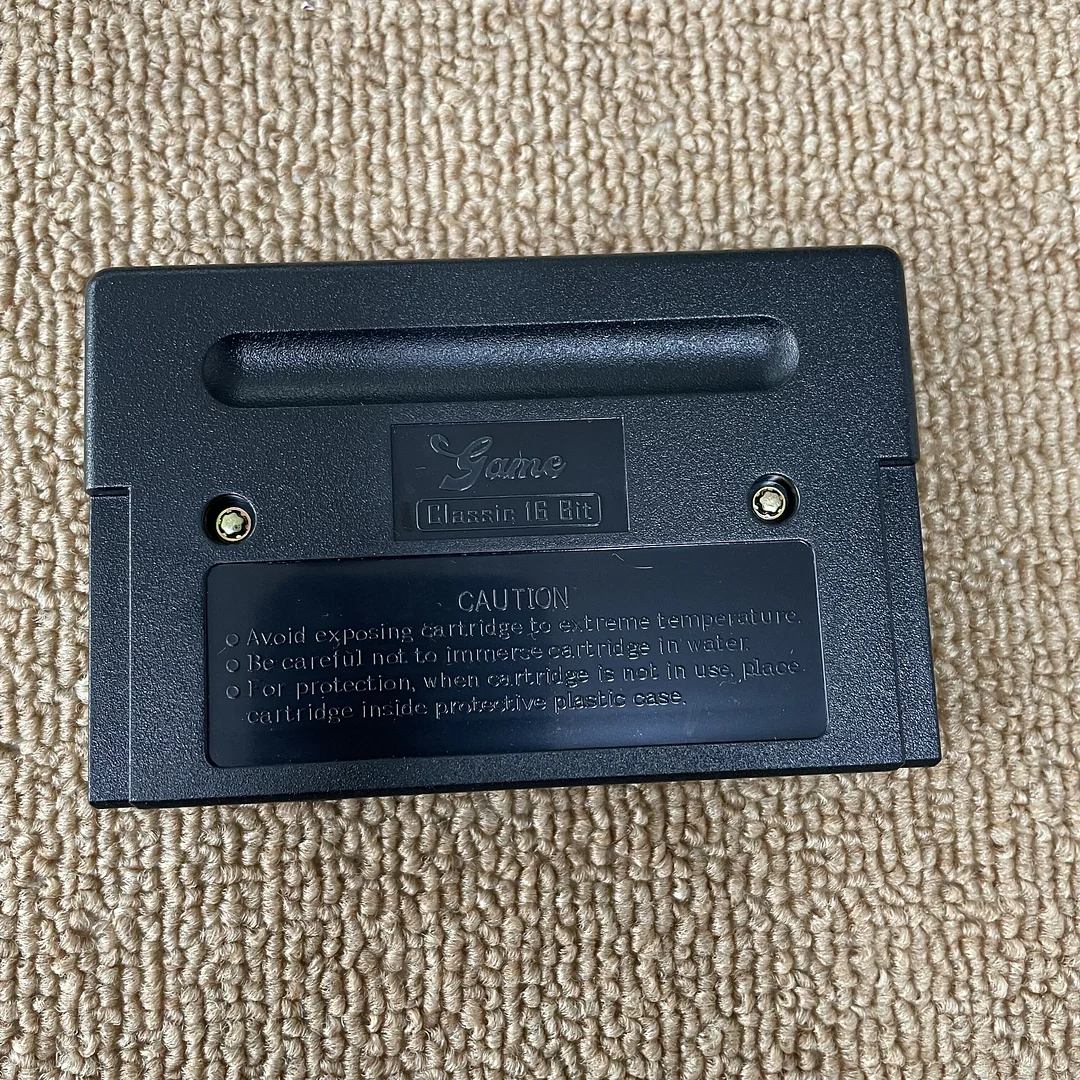 Game
Classic 16 Bit
CAUTION
o Avoid exposing cartridge to extreme temperature.
o Be careful not to immerse cartridge in water.
o For protection, when cartridge is not in use, place
cartridge inside protective plastic case.